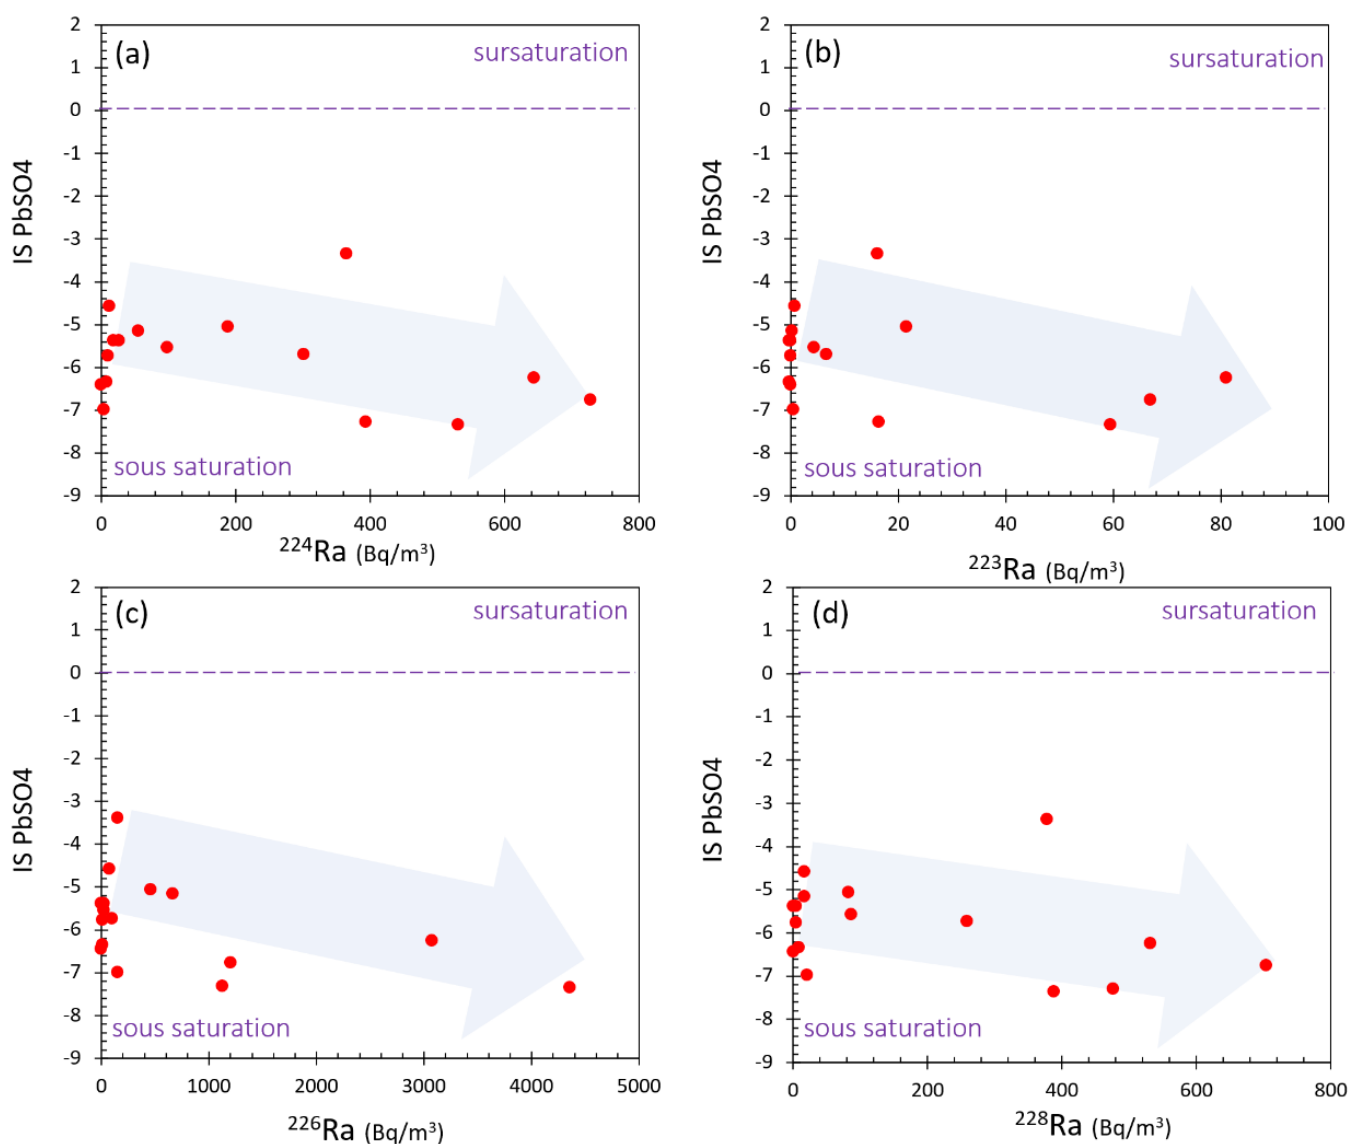 (a)
sursaturation
2
1
0
-1
-2
-3
-4
-5
-6
-7
-8
-9
IS PbSO4
sous saturation
0 200 400 600 800
²²⁴Ra (Bq/m³)
(b)
sursaturation
2
1
0
-1
-2
-3
-4
-5
-6
-7
-8
-9
IS PbSO4
sous saturation
0 20 40 60 80 100
²²³Ra (Bq/m³)
(c)
sursaturation
2
1
0
-1
-2
-3
-4
-5
-6
-7
-8
-9
IS PbSO4
sous saturation
0 1000 2000 3000 4000 5000
²²⁶Ra (Bq/m³)
(d)
sursaturation
2
1
0
-1
-2
-3
-4
-5
-6
-7
-8
-9
IS PbSO4
sous saturation
0 200 400 600 800
²²⁸Ra (Bq/m³)